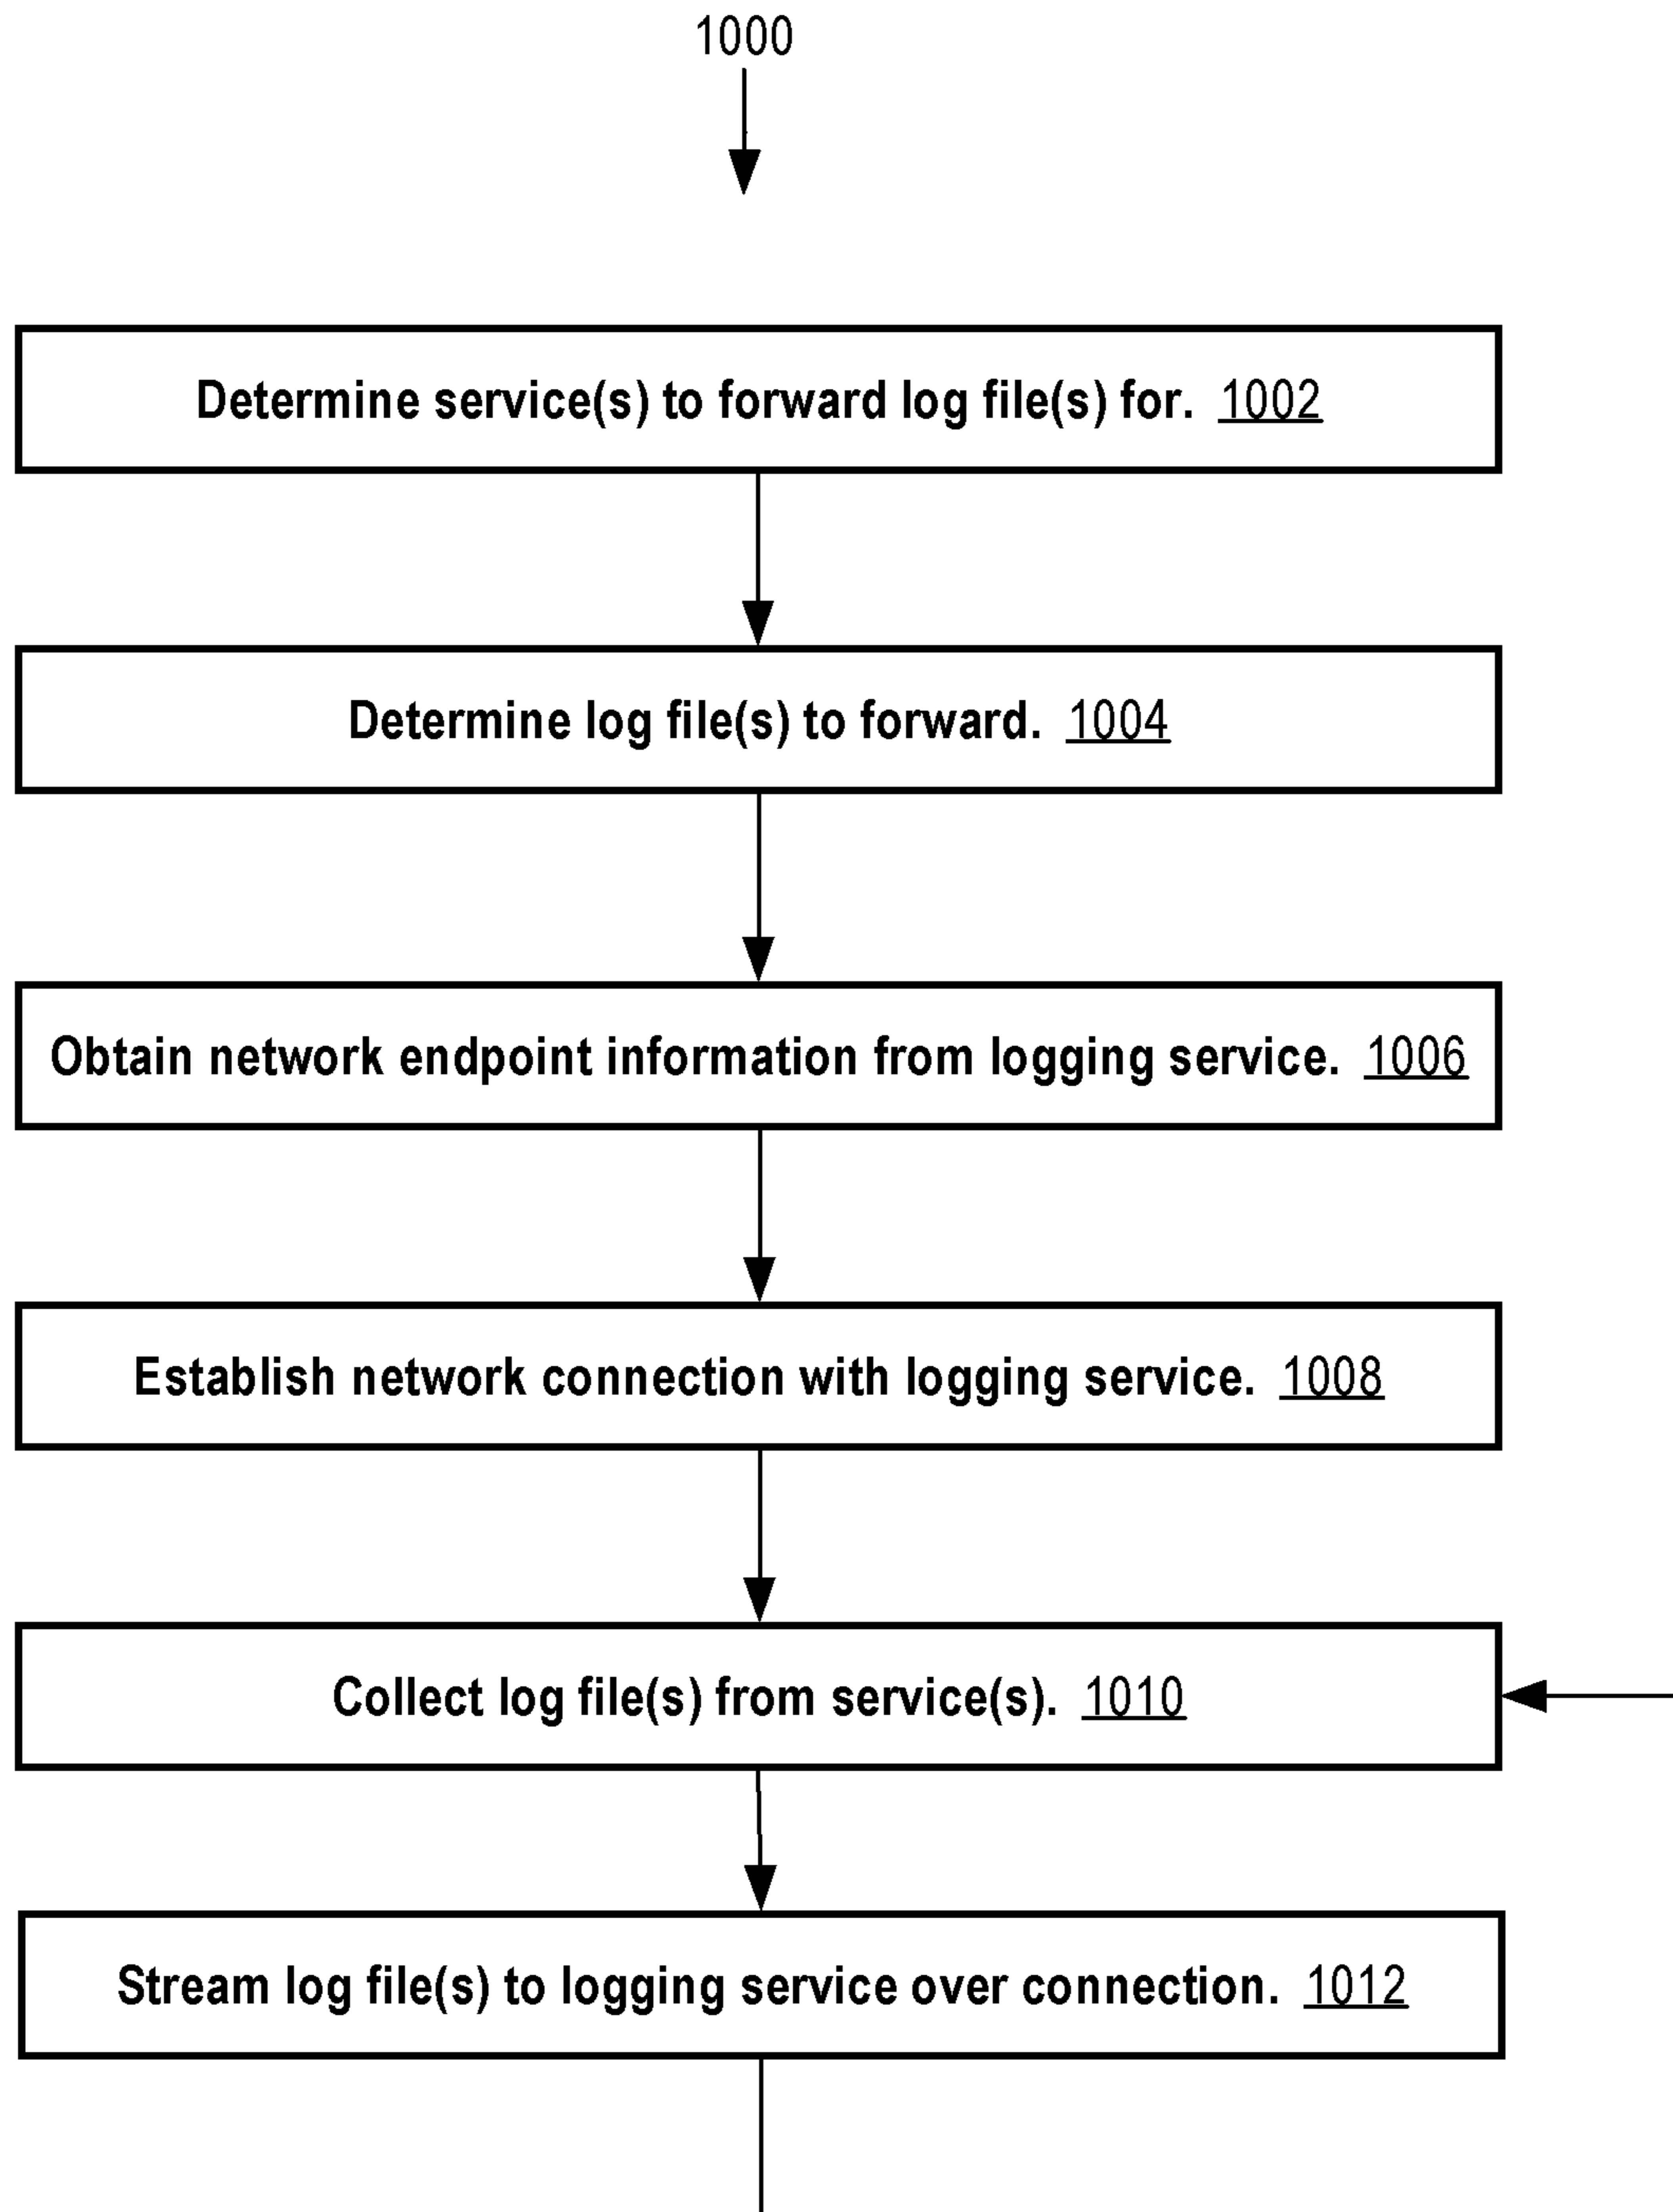 1000
Determine service(s) to forward log file(s) for. 1002
Determine log file(s) to forward. 1004
Obtain network endpoint information from logging service. 1006
Establish network connection with logging service. 1008
Collect log file(s) from service(s). 1010
Stream log file(s) to logging service over connection. 1012